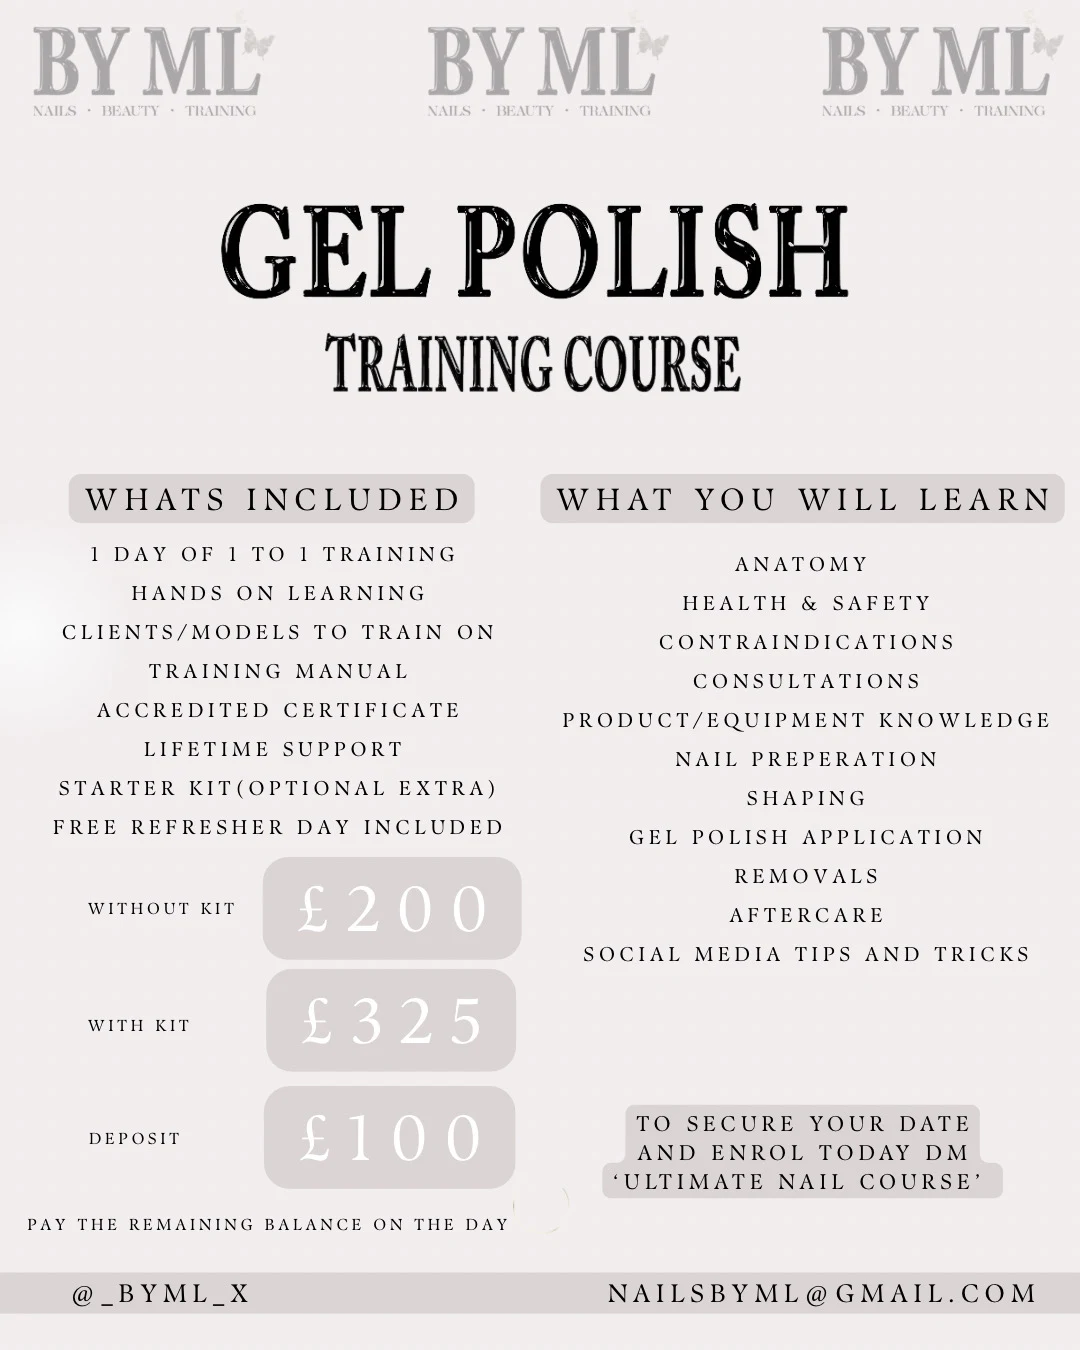 BY ML
NAILS · BEAUTY · TRAINING
BY ML
NAILS · BEAUTY · TRAINING
BY ML
NAILS · BEAUTY · TRAINING
GEL POLISH
TRAINING COURSE
WHATS INCLUDED
1 DAY OF 1 TO 1 TRAINING
HANDS ON LEARNING
CLIENTS/MODELS TO TRAIN ON
TRAINING MANUAL
ACCREDITED CERTIFICATE
LIFETIME SUPPORT
STARTER KIT(OPTIONAL EXTRA)
FREE REFRESHER DAY INCLUDED
WITHOUT KIT £200
WITH KIT £325
DEPOSIT £100
PAY THE REMAINING BALANCE ON THE DAY
WHAT YOU WILL LEARN
ANATOMY
HEALTH & SAFETY
CONTRAINDICATIONS
CONSULTATIONS
PRODUCT/EQUIPMENT KNOWLEDGE
NAIL PREPERATION
SHAPING
GEL POLISH APPLICATION
REMOVALS
AFTERCARE
SOCIAL MEDIA TIPS AND TRICKS
TO SECURE YOUR DATE
AND ENROL TODAY DM
‘ULTIMATE NAIL COURSE’
@_BYML_X
NAILSBYML@GMAIL.COM